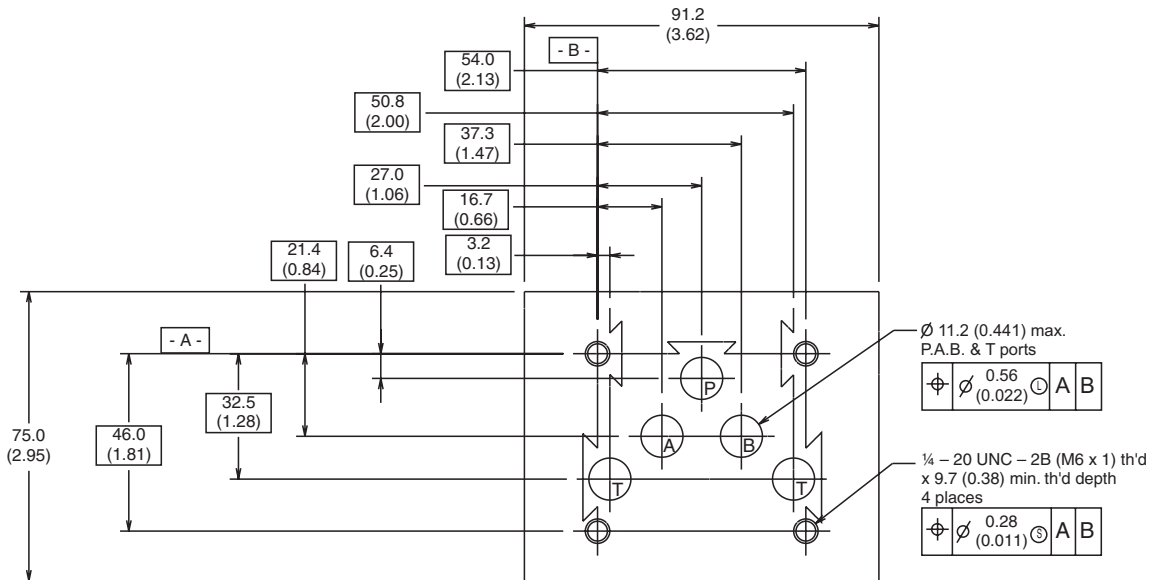 91.2
(3.62)
- B -
54.0
(2.13)
50.8
(2.00)
37.3
(1.47)
27.0
(1.06)
16.7
(0.66)
3.2
(0.13)
21.4
(0.84)
6.4
(0.25)
- A -
32.5
(1.28)
46.0
(1.81)
75.0
(2.95)
P
A
B
T
T
Ø 11.2 (0.441) max.
P.A.B. & T ports
⌖ Ø 0.56 (0.022) Ⓛ A B
¼ – 20 UNC – 2B (M6 x 1) th'd
x 9.7 (0.38) min. th'd depth
4 places
⌖ Ø 0.28 (0.011) Ⓢ A B